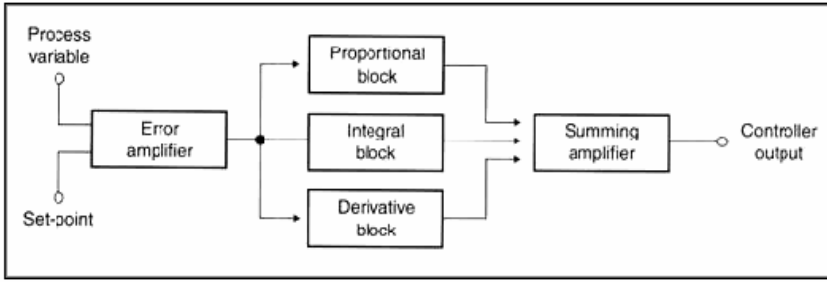 Process
variable
Set-point
Error
amplifier
Proportional
block
Integral
block
Derivative
block
Summing
amplifier
Controller
output